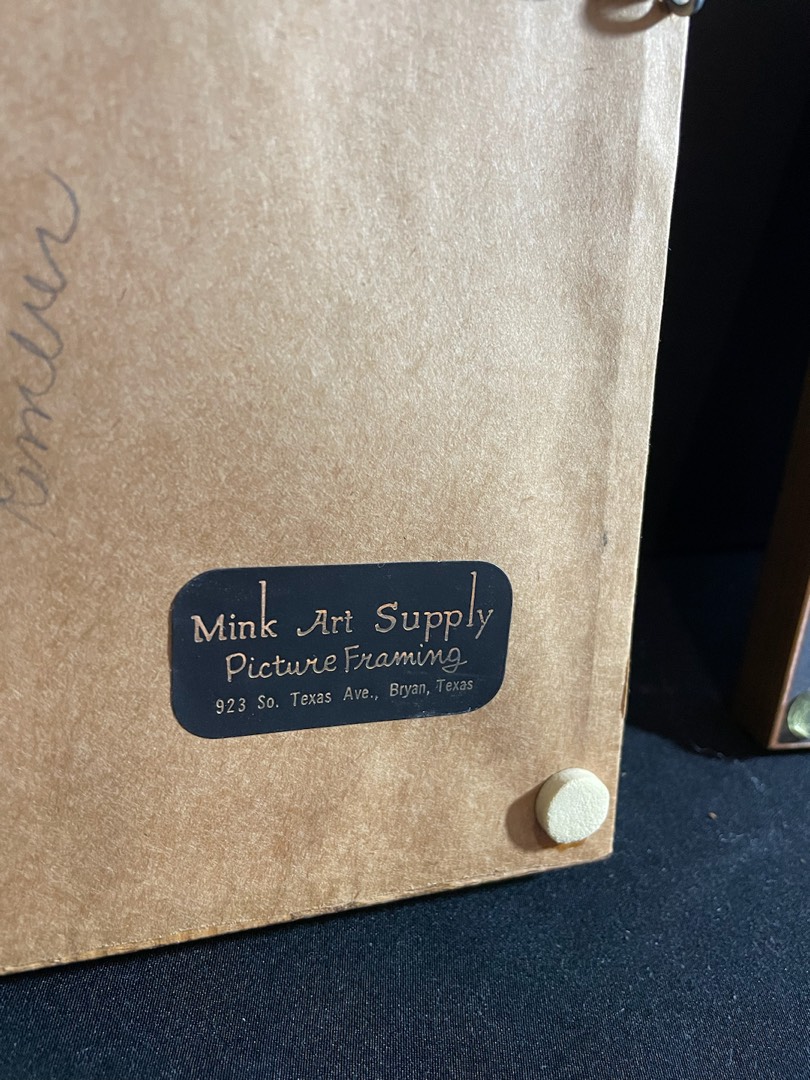 Mink Art Supply
Picture Framing
923 So. Texas Ave., Bryan, Texas